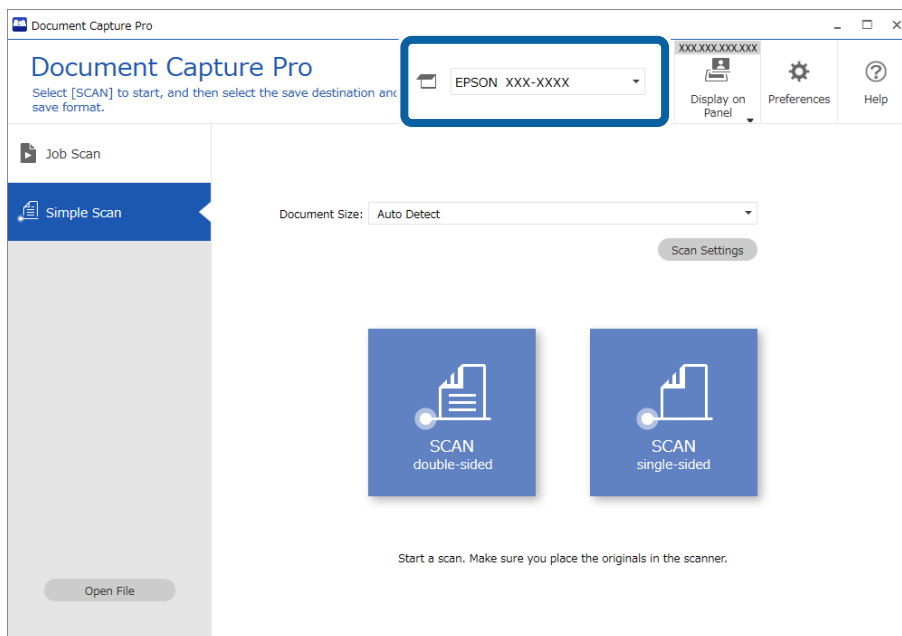 Document Capture Pro
Document Capture Pro
Select [SCAN] to start, and then select the save destination
save format.
EPSON XXX-XXXX
XXX.XXX.XXX.XXX
Display on
Panel
Preferences
Help
Job Scan
Simple Scan
Document Size:
Auto Detect
Scan Settings
SCAN
double-sided
SCAN
single-sided
Start a scan. Make sure you place the originals in the scanner.
Open File